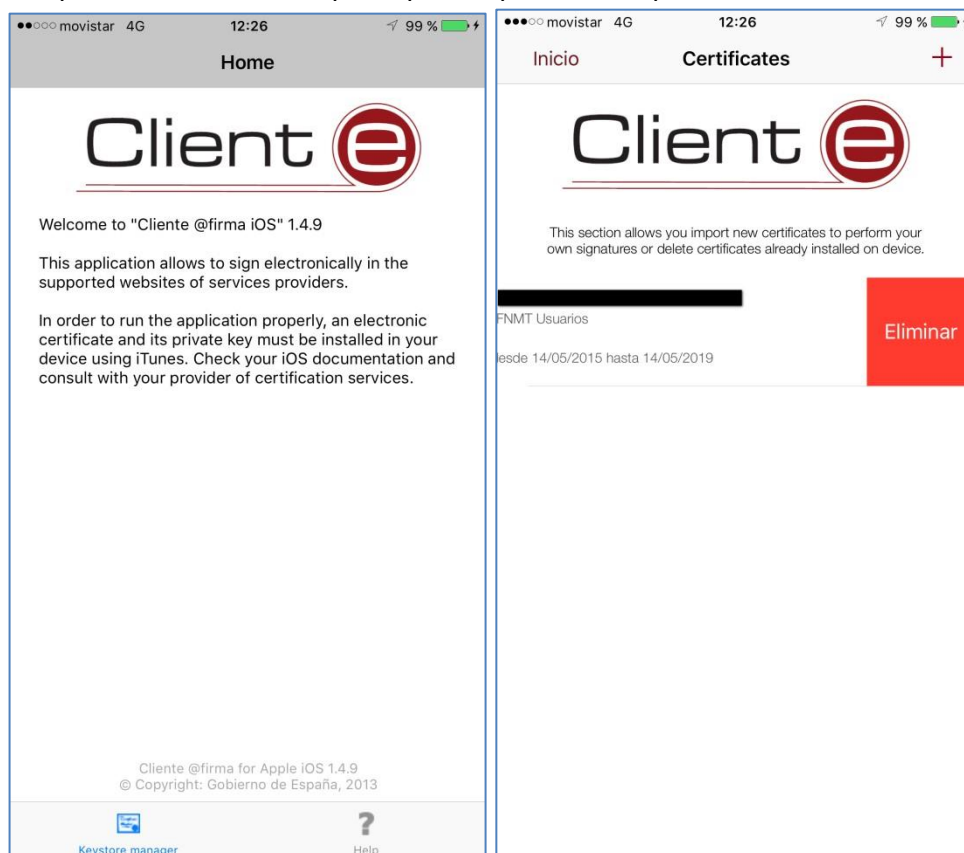 movistar 4G 12:26 99 %
Home
Client e
Welcome to "Cliente @firma iOS" 1.4.9
This application allows to sign electronically in the
supported websites of services providers.
In order to run the application properly, an electronic
certificate and its private key must be installed in your
device using iTunes. Check your iOS documentation and
consult with your provider of certification services.
Cliente @firma for Apple iOS 1.4.9
© Copyright: Gobierno de España, 2013
Keystore manager
Help
movistar 4G 12:26 99 %
Inicio Certificates +
Client e
This section allows you import new certificates to perform your
own signatures or delete certificates already installed on device.
FNMT Usuarios
Eliminar
desde 14/05/2015 hasta 14/05/2019